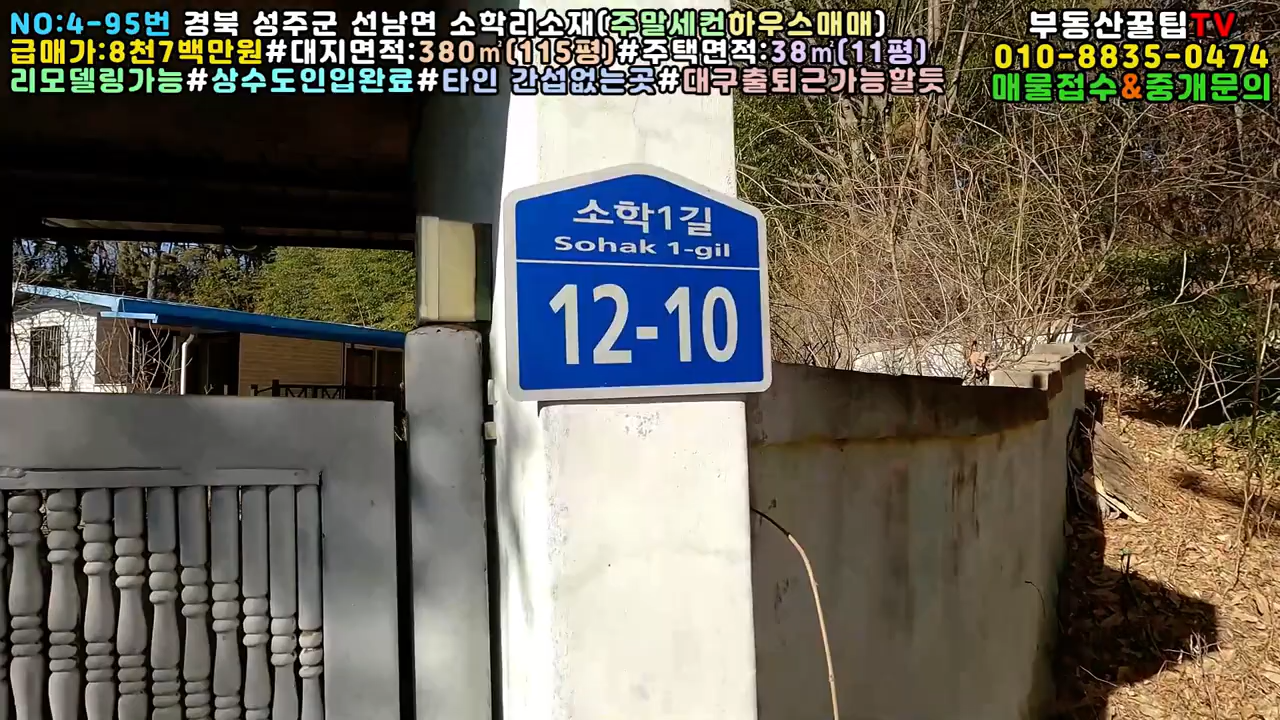 NO:4-95번 경북 성주군 선남면 소학리소재(주말세컨하우스매매)
급매가:8천7백만원#대지면적:380㎡(115평)#주택면적:38㎡(11평)
리모델링가능#상수도인입완료#타인 간섭없는곳#대구출퇴근가능할듯
부동산꿀팁TV
010-8835-0474
매물접수&중개문의
소학1길
Sohak 1-gil
12-10